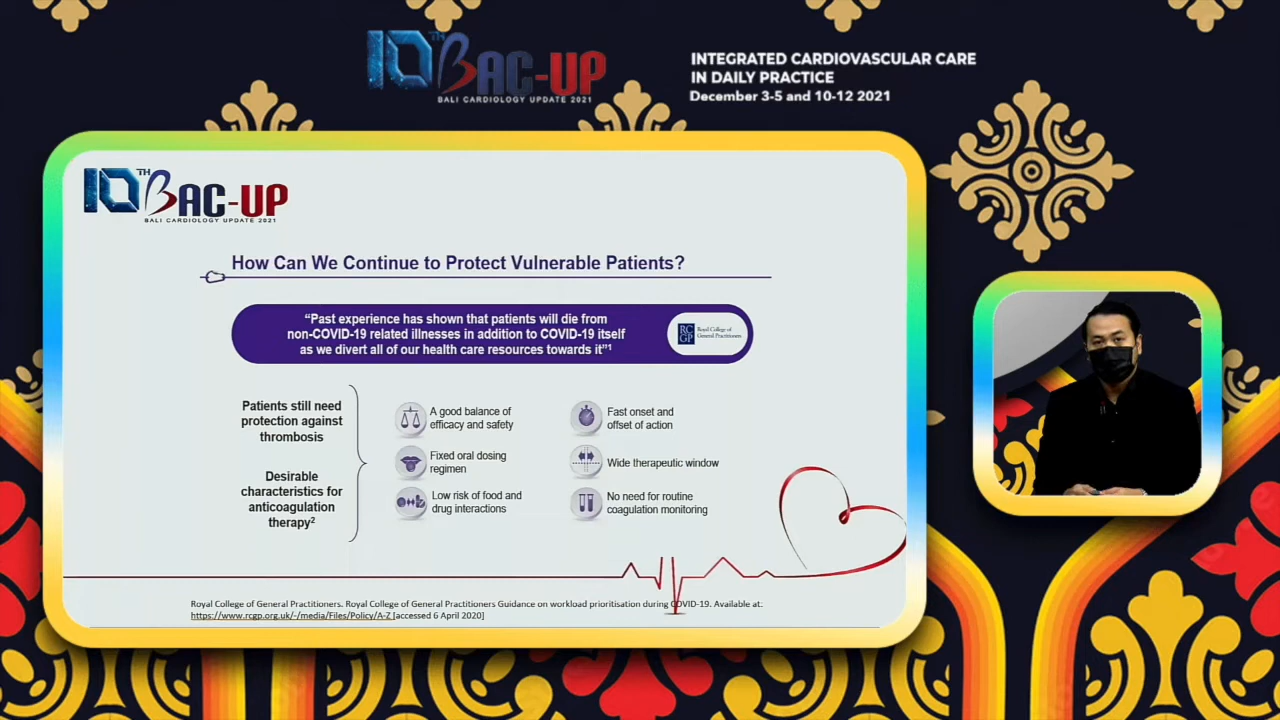 10TH BAC-UP
BALI CARDIOLOGY UPDATE 2021
INTEGRATED CARDIOVASCULAR CARE
IN DAILY PRACTICE
December 3-5 and 10-12 2021
10TH BAC-UP
BALI CARDIOLOGY UPDATE 2021
How Can We Continue to Protect Vulnerable Patients?
“Past experience has shown that patients will die from
non-COVID-19 related illnesses in addition to COVID-19 itself
as we divert all of our health care resources towards it”1
RC
GP
Royal College of
General Practitioners
Patients still need
protection against
thrombosis
Desirable
characteristics for
anticoagulation
therapy2
A good balance of
efficacy and safety
Fixed oral dosing
regimen
Low risk of food and
drug interactions
Fast onset and
offset of action
Wide therapeutic window
No need for routine
coagulation monitoring
Royal College of General Practitioners. Royal College of General Practitioners Guidance on workload prioritisation during COVID-19. Available at:
https://www.rcgp.org.uk/-/media/Files/Policy/A-Z [accessed 6 April 2020]